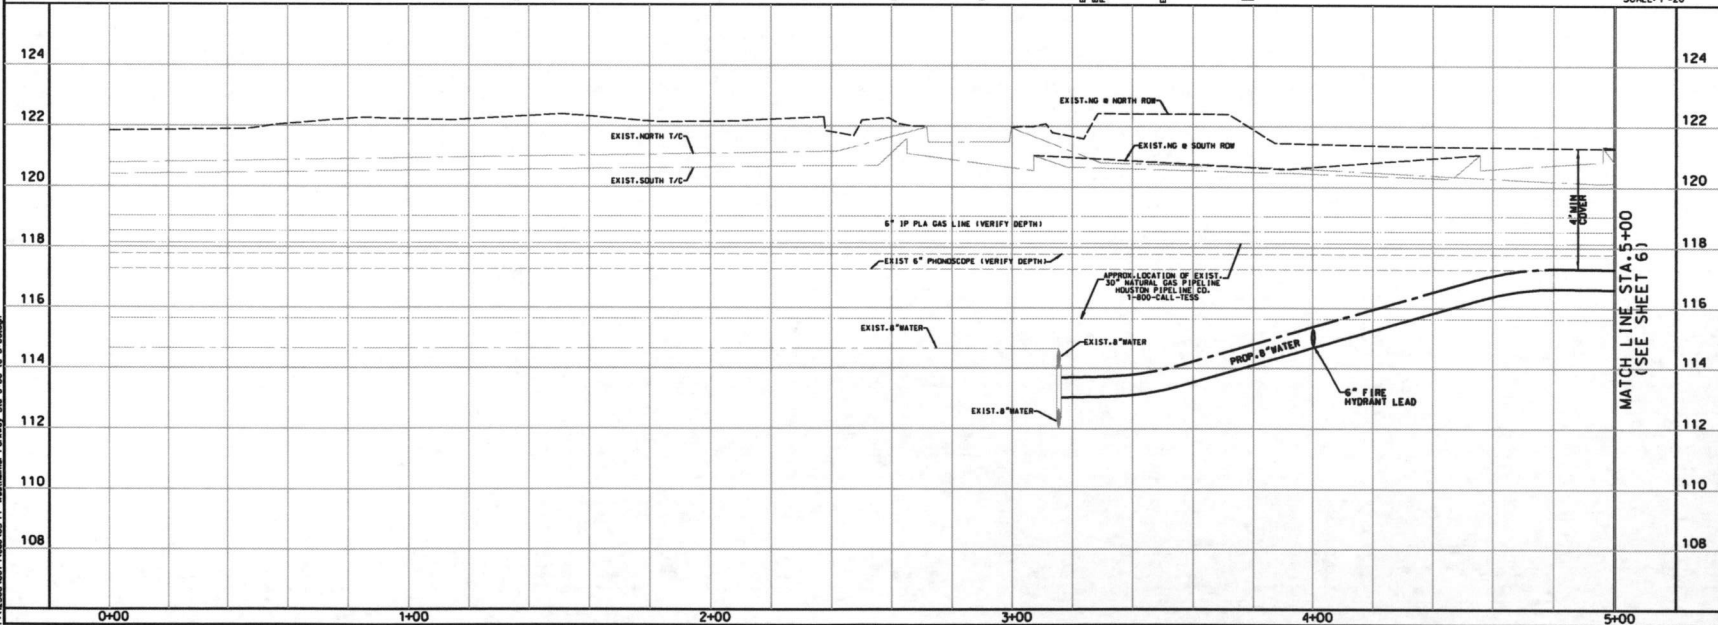 124
122
120
118
116
114
112
110
108
124
122
120
118
116
114
112
110
108
EXIST.NG @ NORTH ROW
EXIST.NORTH T/C
EXIST.NG @ SOUTH ROW
EXIST.SOUTH T/C
4'MIN
COVER
6" IP PLA GAS LINE (VERIFY DEPTH)
EXIST 6" PHONOSCOPE (VERIFY DEPTH)
APPROX.LOCATION OF EXIST.
30" NATURAL GAS PIPELINE
HOUSTON PIPELINE CO.
1-800-CALL-TESS
EXIST.8"WATER
EXIST.8"WATER
PROP.8"WATER
6" FIRE
HYDRANT LEAD
EXIST.8"WATER
MATCH LINE STA.5+00
(SEE SHEET 6)
0+00
1+00
2+00
3+00
4+00
5+00